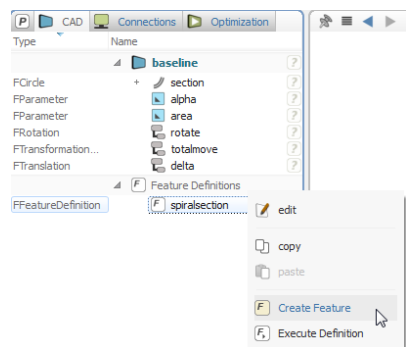 P CAD Connections Optimization
Type Name
baseline ?
FCircle + section ?
FParameter alpha ?
FParameter area ?
FRotation rotate ?
FTransformation... totalmove ?
FTranslation delta ?
F Feature Definitions ?
FFeatureDefinition F spiralsection
edit
copy
paste
F Create Feature
F Execute Definition